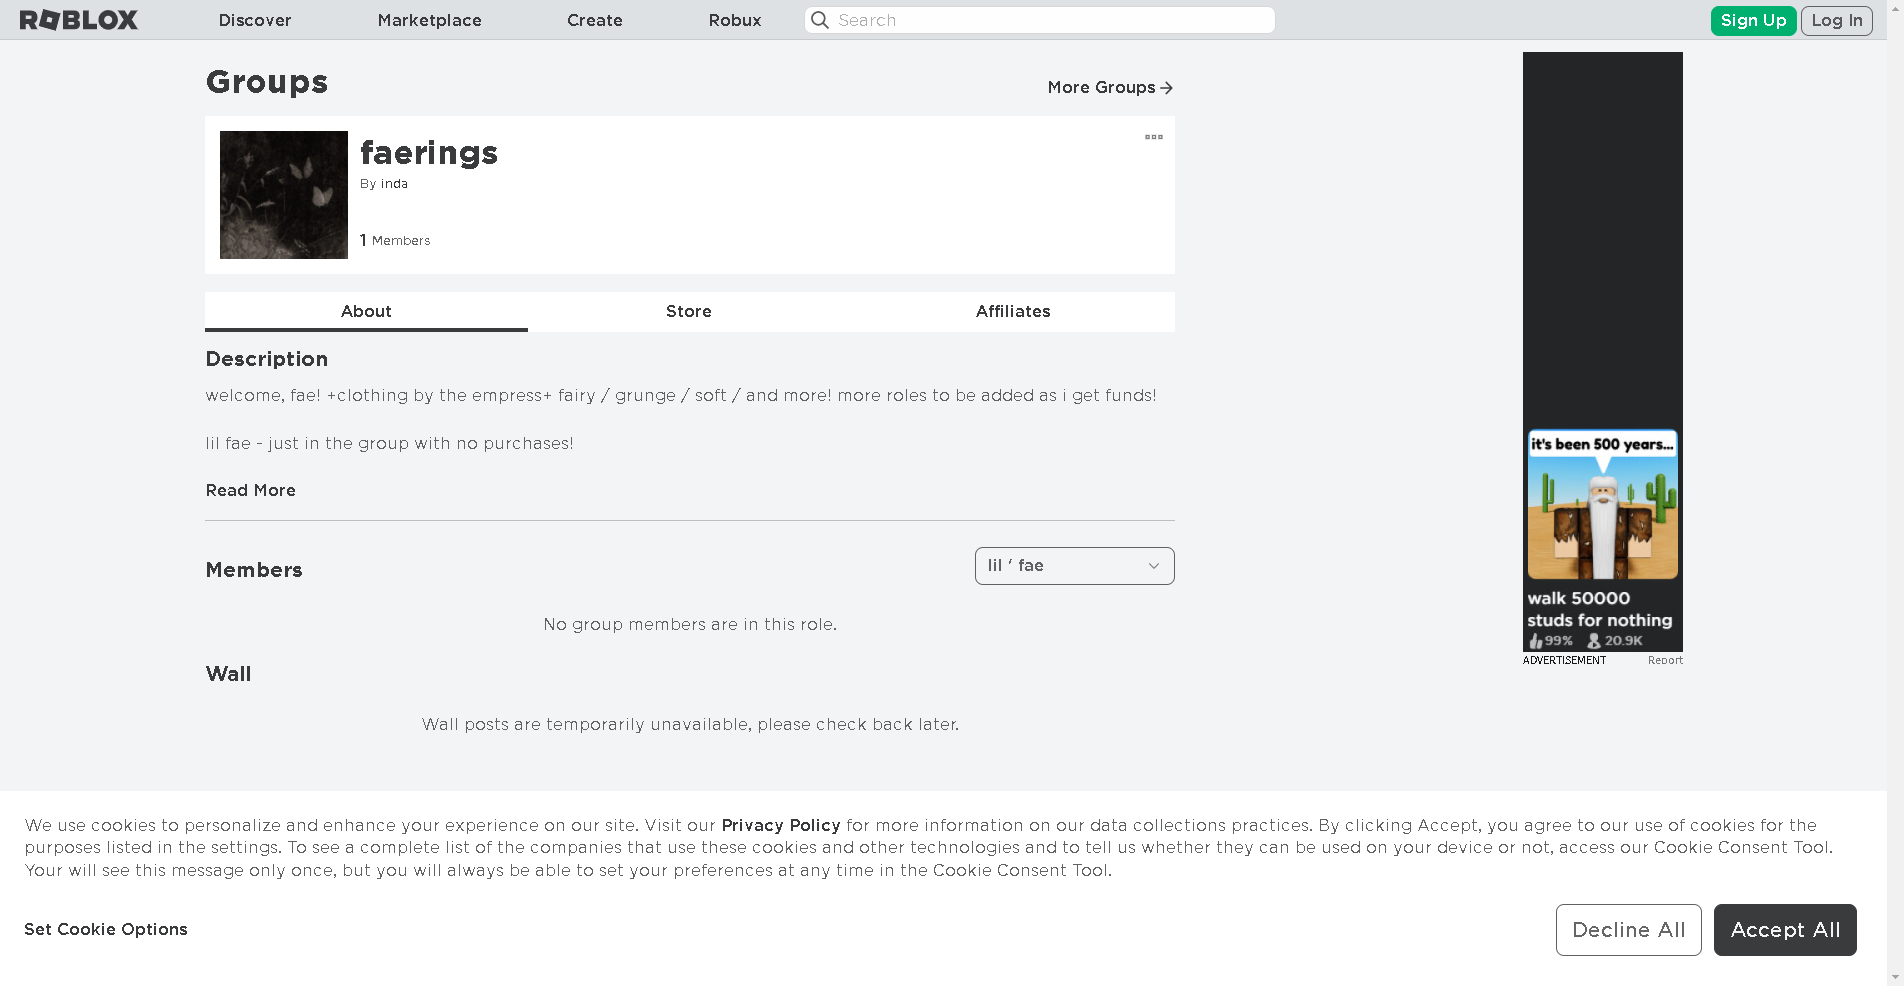 ROBLOX
Discover
Marketplace
Create
Robux
Search
Sign Up
Log In
Groups
More Groups
faerings
By inda
1 Members
About
Store
Affiliates
Description
welcome, fae! +clothing by the empress+ fairy / grunge / soft / and more! more roles to be added as i get funds!
lil fae - just in the group with no purchases!
Read More
Members
lil ‘ fae
No group members are in this role.
Wall
Wall posts are temporarily unavailable, please check back later.
it's been 500 years...
walk 50000
studs for nothing
99% 20.9K
ADVERTISEMENT
Report
We use cookies to personalize and enhance your experience on our site. Visit our Privacy Policy for more information on our data collections practices. By clicking Accept, you agree to our use of cookies for the
purposes listed in the settings. To see a complete list of the companies that use these cookies and other technologies and to tell us whether they can be used on your device or not, access our Cookie Consent Tool.
Your will see this message only once, but you will always be able to set your preferences at any time in the Cookie Consent Tool.
Set Cookie Options
Decline All
Accept All